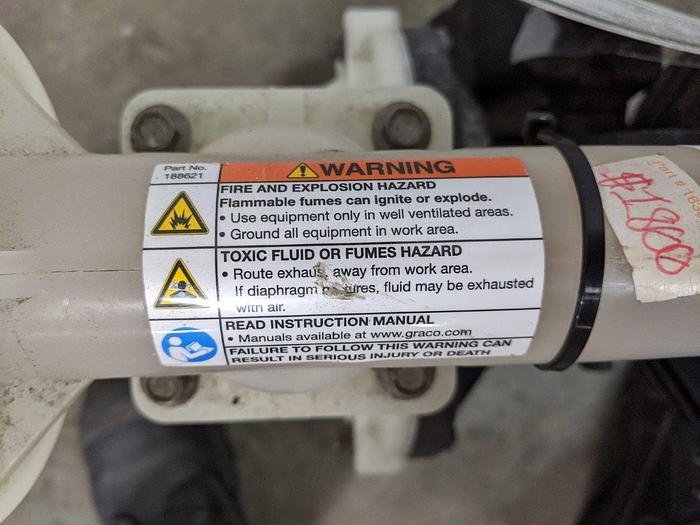 Part No.
188621
WARNING
FIRE AND EXPLOSION HAZARD
Flammable fumes can ignite or explode.
• Use equipment only in well ventilated areas.
• Ground all equipment in work area.
TOXIC FLUID OR FUMES HAZARD
• Route exhaust away from work area.
If diaphragm fluid may be exhausted
with air.
READ INSTRUCTION MANUAL
• Manuals available at www.graco.com
FAILURE TO FOLLOW THIS WARNING CAN
RESULT IN SERIOUS INJURY OR DEATH
$1800